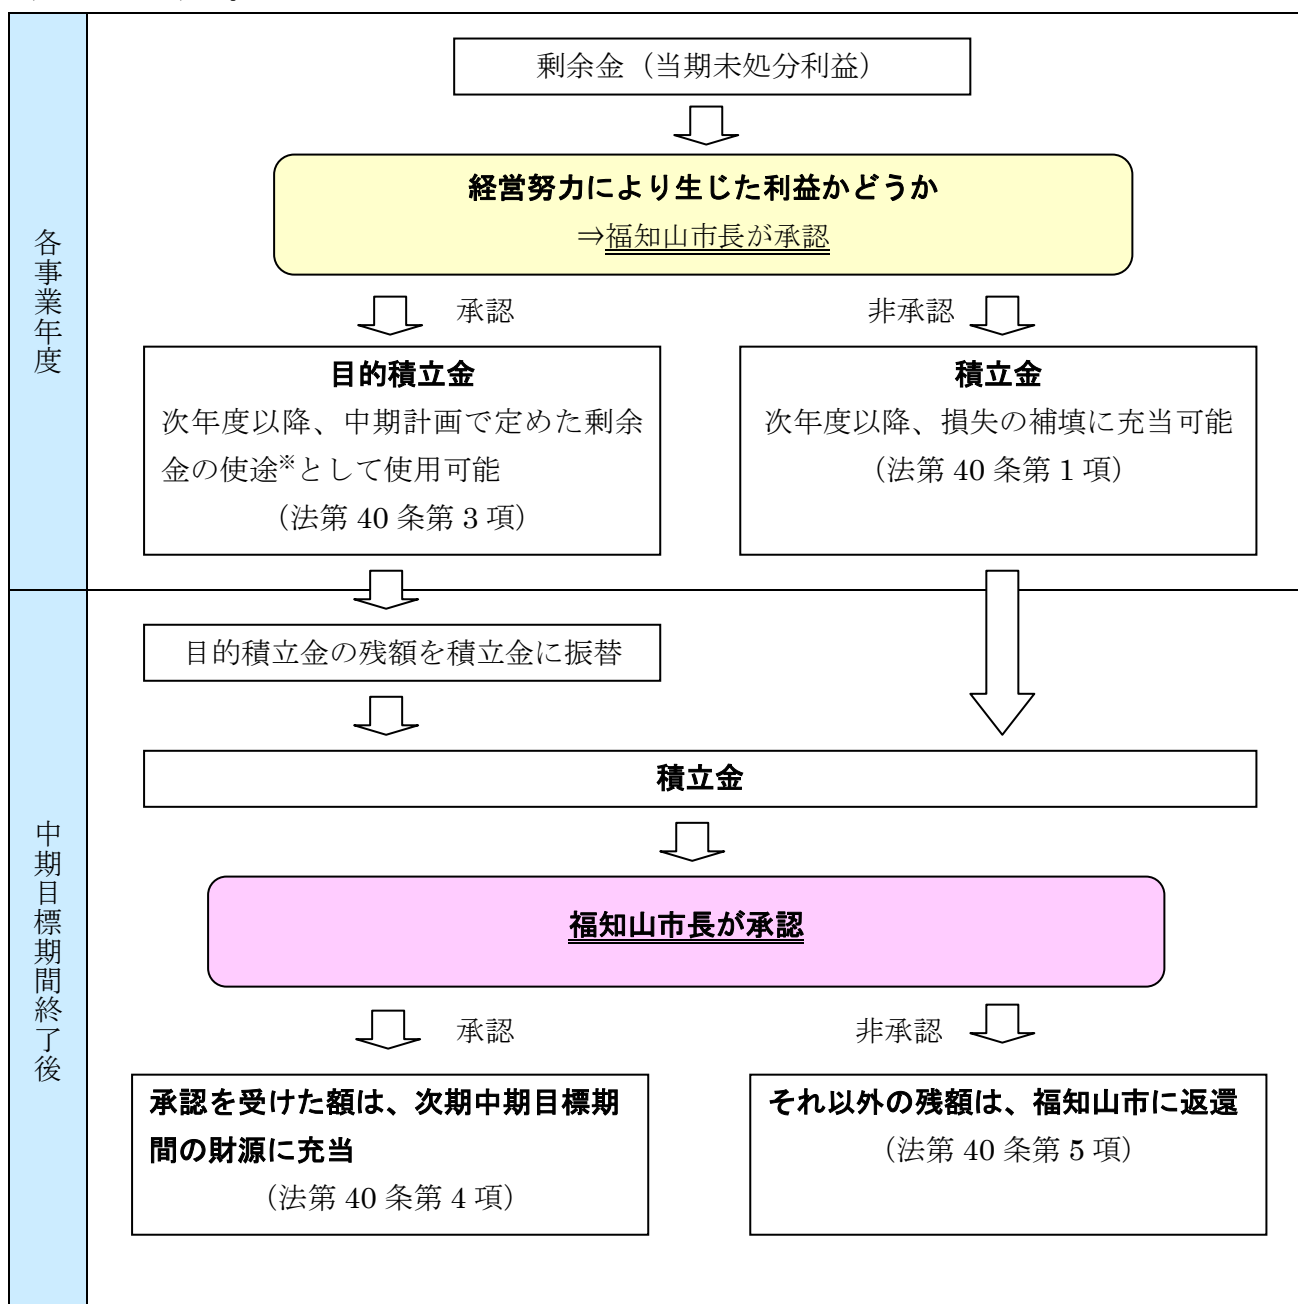 各事業年度
剰余金（当期未処分利益）
経営努力により生じた利益かどうか
⇒福知山市長が承認
承認
非承認
目的積立金
次年度以降、中期計画で定めた剰余
金の使途※として使用可能
（法第 40 条第 3 項）
積立金
次年度以降、損失の補填に充当可能
（法第 40 条第 1 項）
中期目標期間終了後
目的積立金の残額を積立金に振替
積立金
福知山市長が承認
承認
非承認
承認を受けた額は、次期中期目標期
間の財源に充当
（法第 40 条第 4 項）
それ以外の残額は、福知山市に返還
（法第 40 条第 5 項）